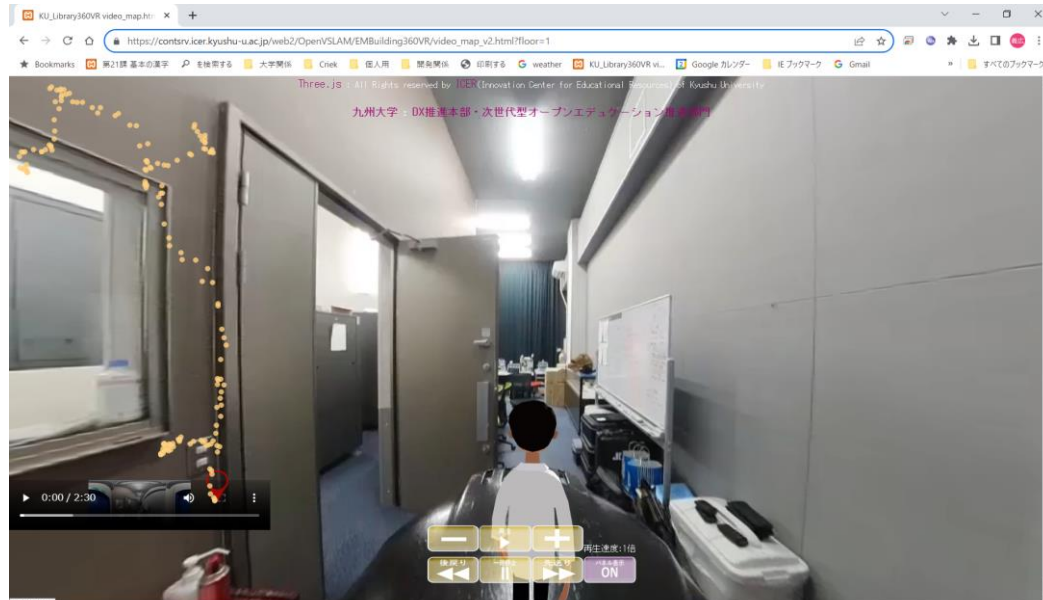 KU_Library360VR video_map.htm
https://contsrv.icer.kyushu-u.ac.jp/web2/OpenVSLAM/EMBuilding360VR/video_map_v2.html?floor=1
Bookmarks 第21課 基本の漢字 を検索する 大学関係 Criek 個人用 開発関係 印刷する weather KU_Library360VR vi... Google カレンダー IE ブックマーク Gmail » すべてのブックマーク
Three.js : All Rights reserved by ICER(Innovation Center for Educational Resources) of Kyushu University
九州大学 : DX推進本部・次世代型オープンエデュケーション推進部門
0:00 / 2:30
再生速度:1倍
後戻り 先送り パネル表示
ON